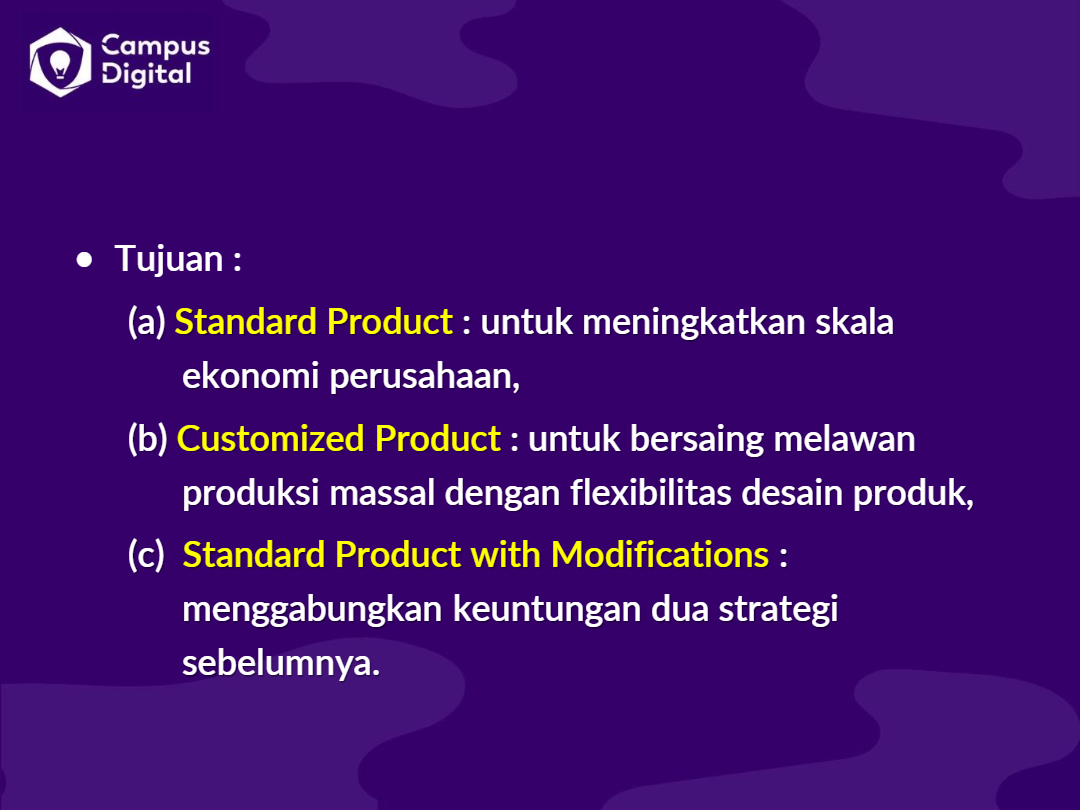 Campus
Digital
• Tujuan :
(a) Standard Product : untuk meningkatkan skala
ekonomi perusahaan,
(b) Customized Product : untuk bersaing melawan
produksi massal dengan flexibilitas desain produk,
(c) Standard Product with Modifications :
menggabungkan keuntungan dua strategi
sebelumnya.